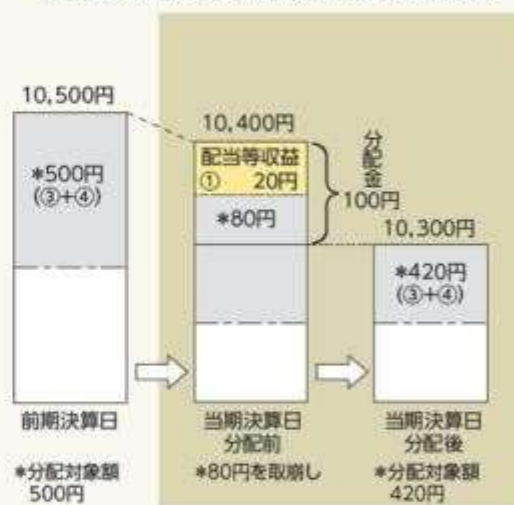 10,500円
*500円
(③+④)
前期決算日
*分配対象額
500円
10,400円
配当等収益
① 20円
*80円
分配金
100円
当期決算日
分配前
*80円を取崩し
10,300円
*420円
(③+④)
当期決算日
分配後
*分配対象額
420円